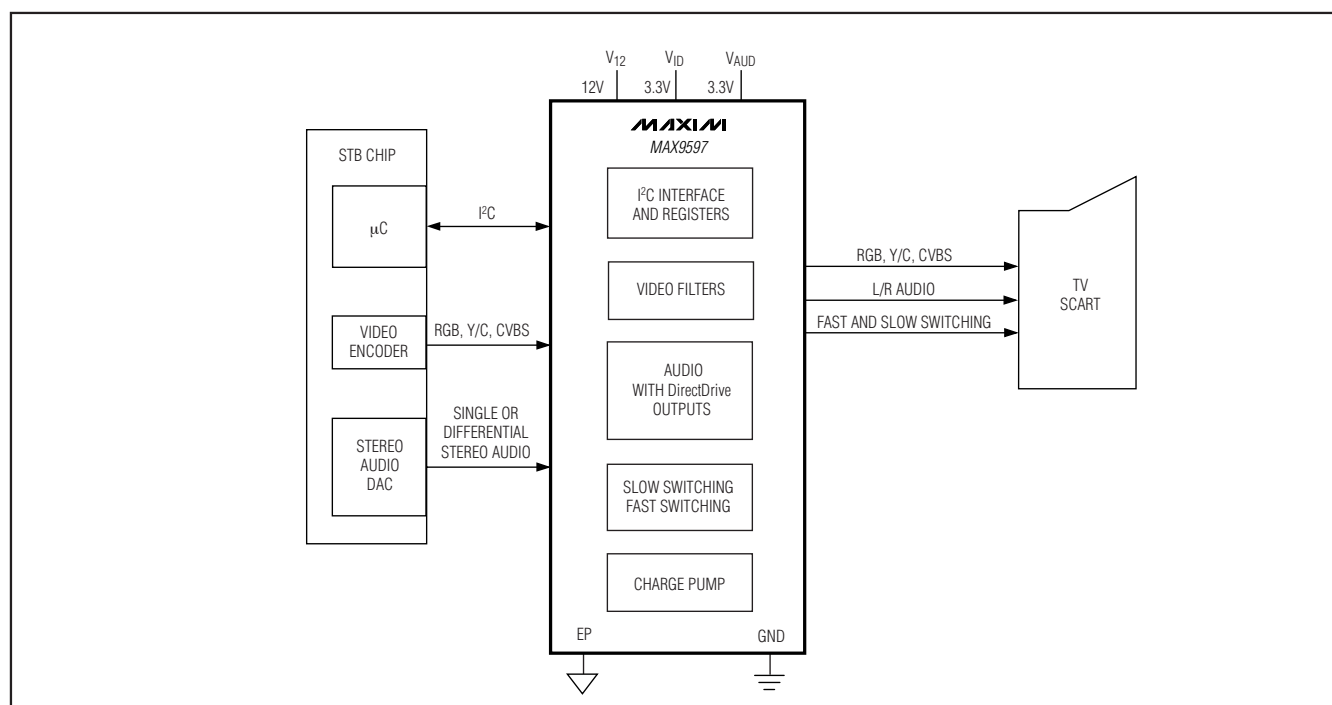 V12 VID VAUD
12V 3.3V 3.3V
MAXIM
MAX9597
STB CHIP
µC
I²C
I²C INTERFACE
AND REGISTERS
VIDEO FILTERS
VIDEO
ENCODER
RGB, Y/C, CVBS
AUDIO
WITH DirectDrive
OUTPUTS
STEREO
AUDIO
DAC
SINGLE OR
DIFFERENTIAL
STEREO AUDIO
SLOW SWITCHING
FAST SWITCHING
CHARGE PUMP
EP GND
RGB, Y/C, CVBS
L/R AUDIO
FAST AND SLOW SWITCHING
TV
SCART